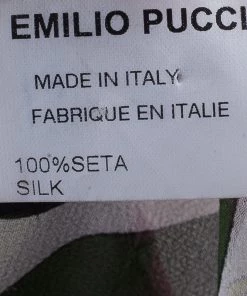 EMILIO PUCCI
MADE IN ITALY
FABRIQUE EN ITALIE
100%SETA
SILK